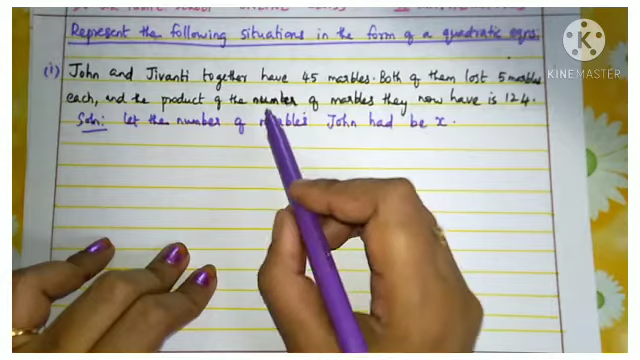 KINEMASTER
Represent the following situations in the form of a quadratic eqns.
(i) John and Jivanti together have 45 marbles. Both of them lost 5 marbles
each, and the product of the number of marbles they now have is 124.
Soln: let the number of marbles John had be x.